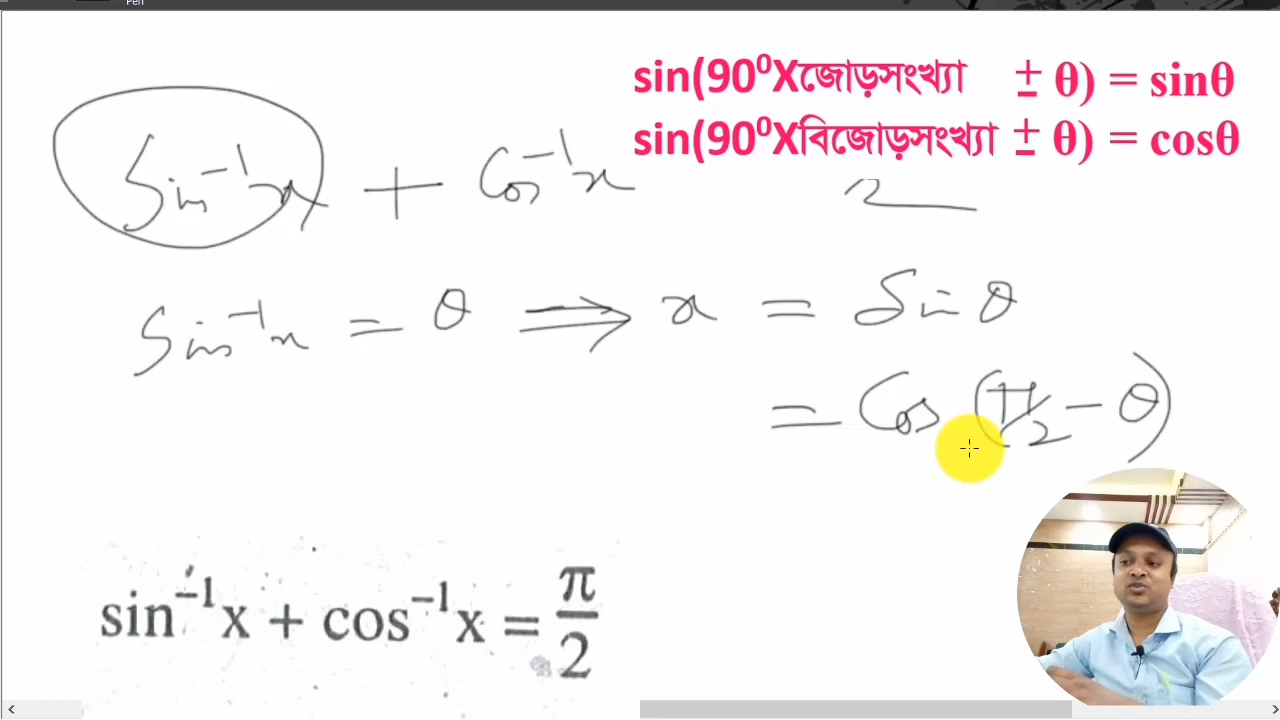 Pen
sin(90⁰Xজোড়সংখ্যা ± θ) = sinθ
sin(90⁰Xবিজোড়সংখ্যা ± θ) = cosθ
Sin⁻¹x + Cos⁻¹x
2
Sin⁻¹x = θ ⟹ x = Sin θ
= Cos (π/2 - θ)
sin⁻¹x + cos⁻¹x = π/2